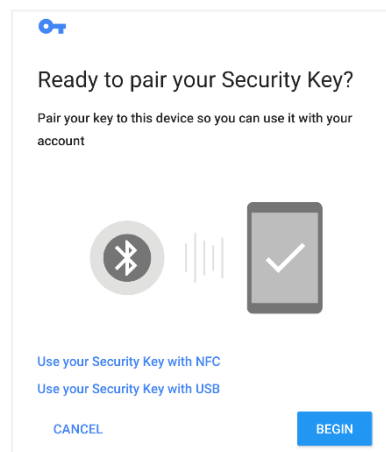 Ready to pair your Security Key?
Pair your key to this device so you can use it with your
account
Use your Security Key with NFC
Use your Security Key with USB
CANCEL
BEGIN